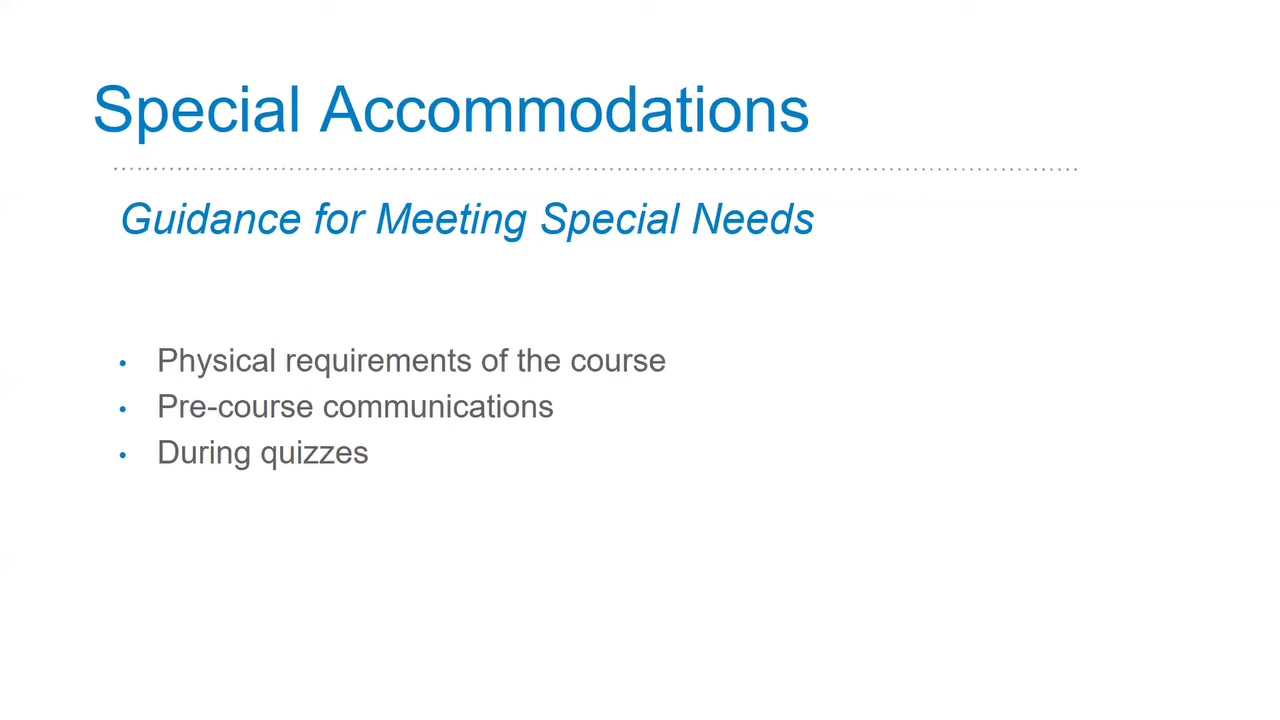 Special Accommodations
Guidance for Meeting Special Needs
• Physical requirements of the course
• Pre-course communications
• During quizzes